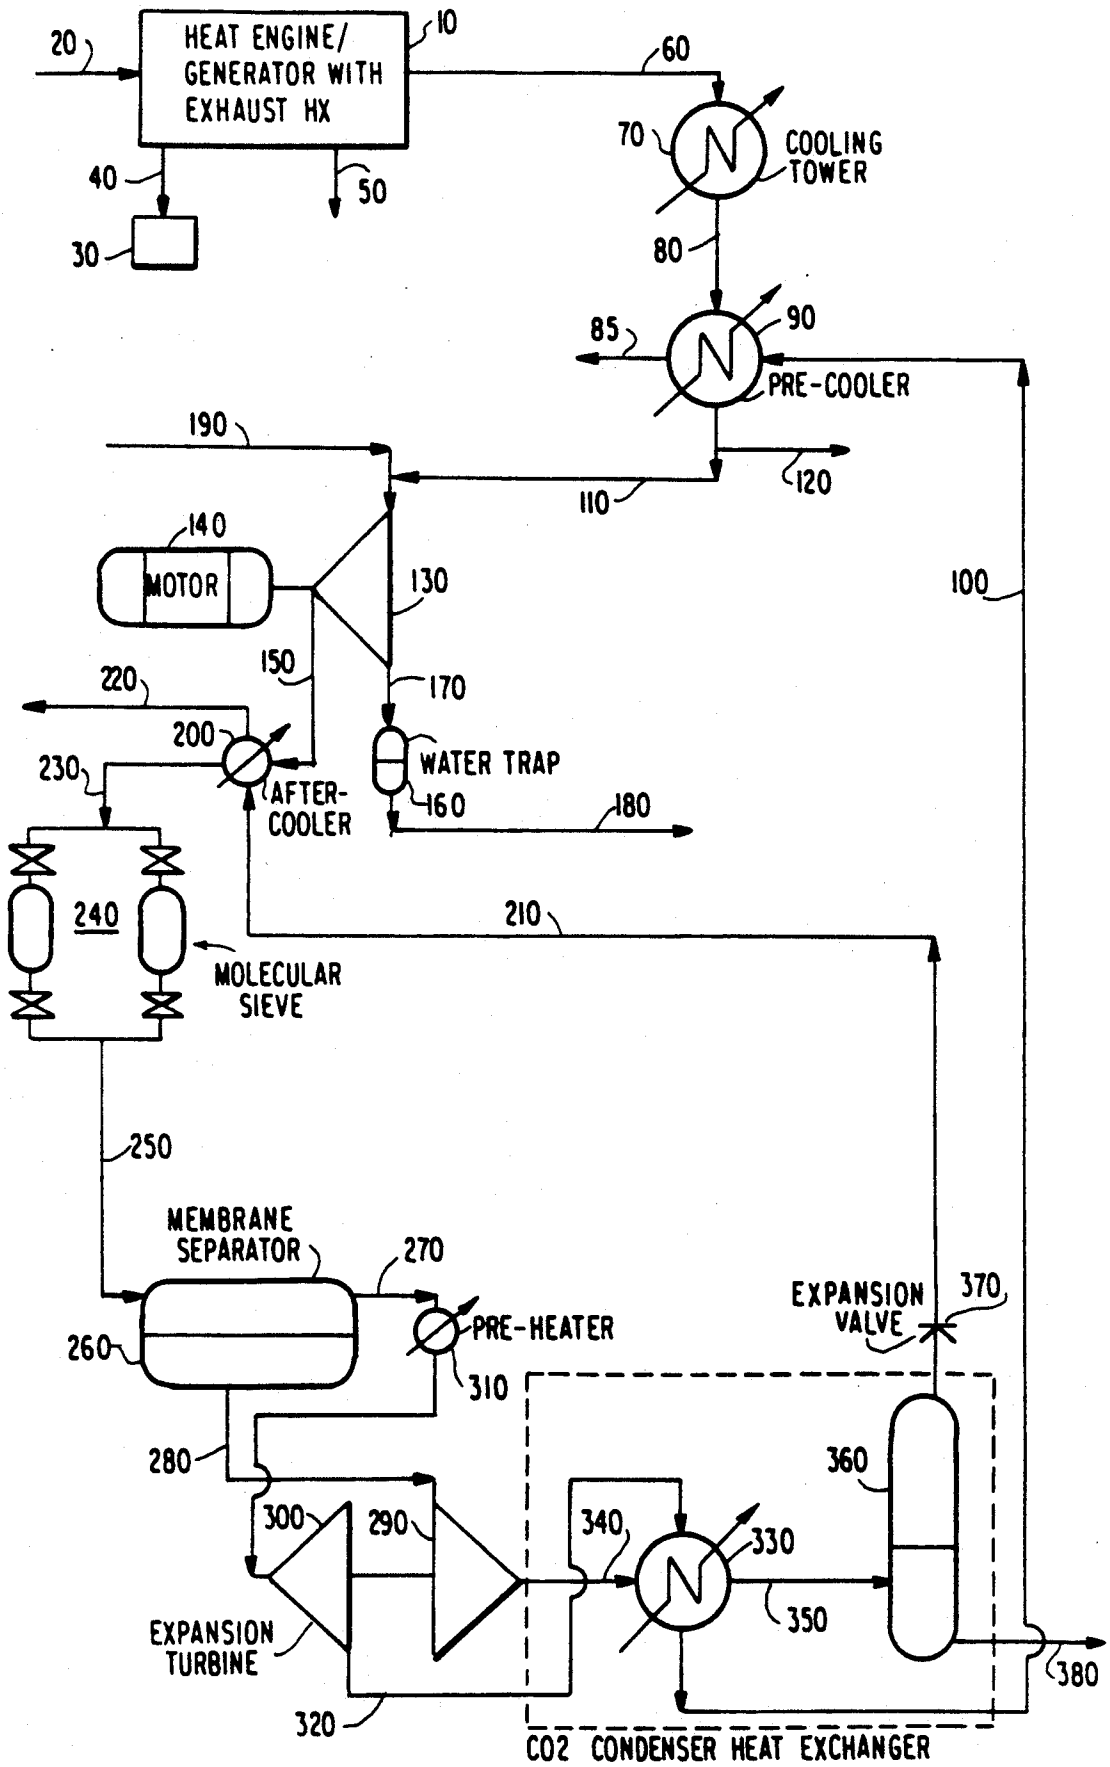 20
HEAT ENGINE/
GENERATOR WITH
EXHAUST HX
10
60
40
50
30
70
COOLING
TOWER
80
85
90
PRE-COOLER
190
110
120
140
MOTOR
130
100
150
170
220
200
WATER TRAP
230
AFTER-
COOLER
160
180
240
210
MOLECULAR
SIEVE
250
MEMBRANE
SEPARATOR
270
260
PRE-HEATER
310
EXPANSION
VALVE
370
280
300
290
340
330
360
350
EXPANSION
TURBINE
320
380
CO2 CONDENSER HEAT EXCHANGER